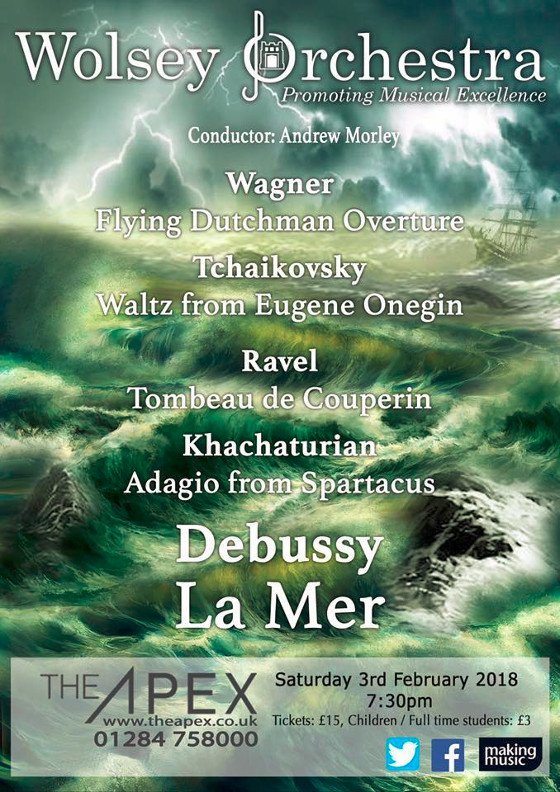 Wolsey Orchestra
Promoting Musical Excellence
Conductor: Andrew Morley
Wagner
Flying Dutchman Overture
Tchaikovsky
Waltz from Eugene Onegin
Ravel
Tombeau de Couperin
Khachaturian
Adagio from Spartacus
Debussy
La Mer
THE APEX
www.theapex.co.uk
01284 758000
Saturday 3rd February 2018
7:30pm
Tickets: £15, Children / Full time students: £3
making
music